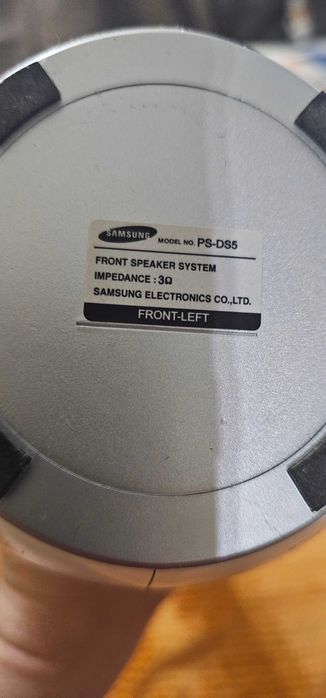 SAMSUNG MODEL NO. PS-DS5
FRONT SPEAKER SYSTEM
IMPEDANCE : 3Ω
SAMSUNG ELECTRONICS CO.,LTD.
FRONT-LEFT